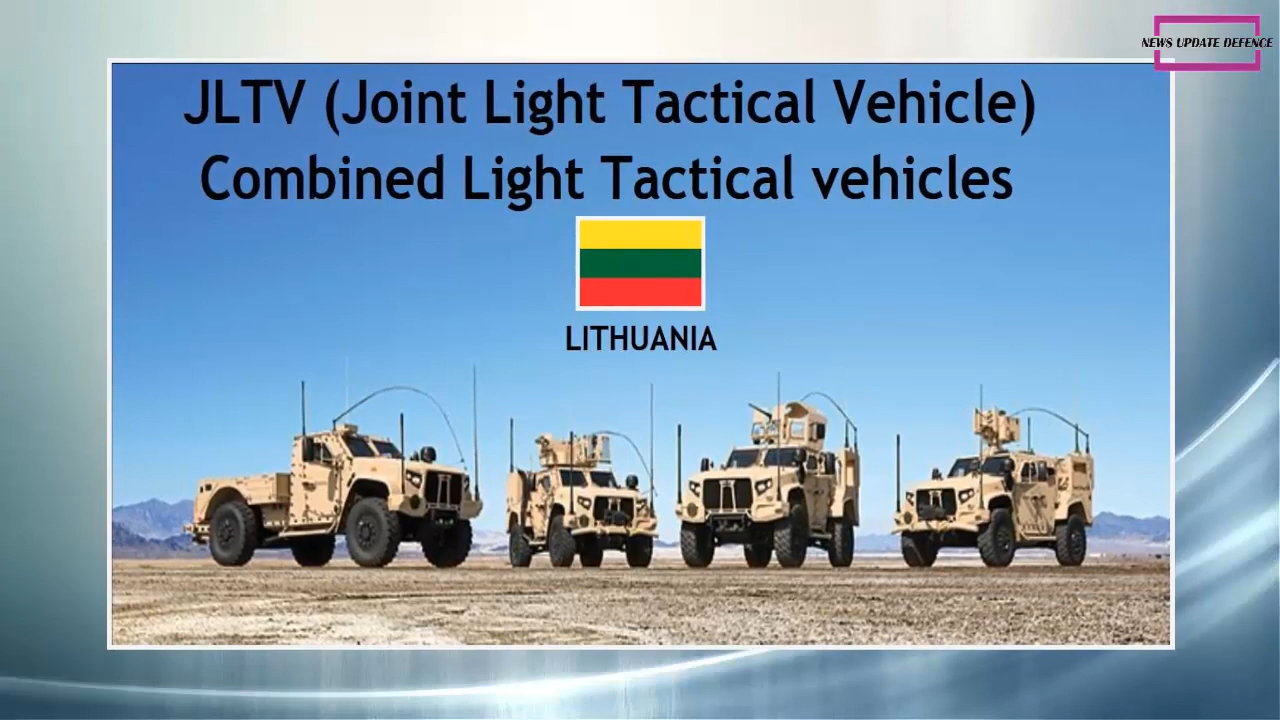 NEWS UPDATE DEFENCE
JLTV (Joint Light Tactical Vehicle)
Combined Light Tactical vehicles
LITHUANIA